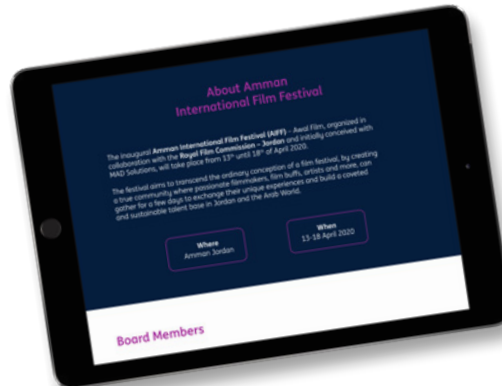 About Amman
International Film Festival
The inaugural Amman International Film Festival (AIFF) – Awal Film, organized in
collaboration with the Royal Film Commission – Jordan and initially conceived with
MAD Solutions, will take place from 13th until 18th of April 2020.
The festival aims to transcend the ordinary conception of a film festival, by creating
a true community where passionate filmmakers, film buffs, artists and more, can
gather for a few days to exchange their unique experiences and build a coveted
and sustainable talent base in Jordan and the Arab World.
Where
Amman Jordan
When
13-18 April 2020
Board Members